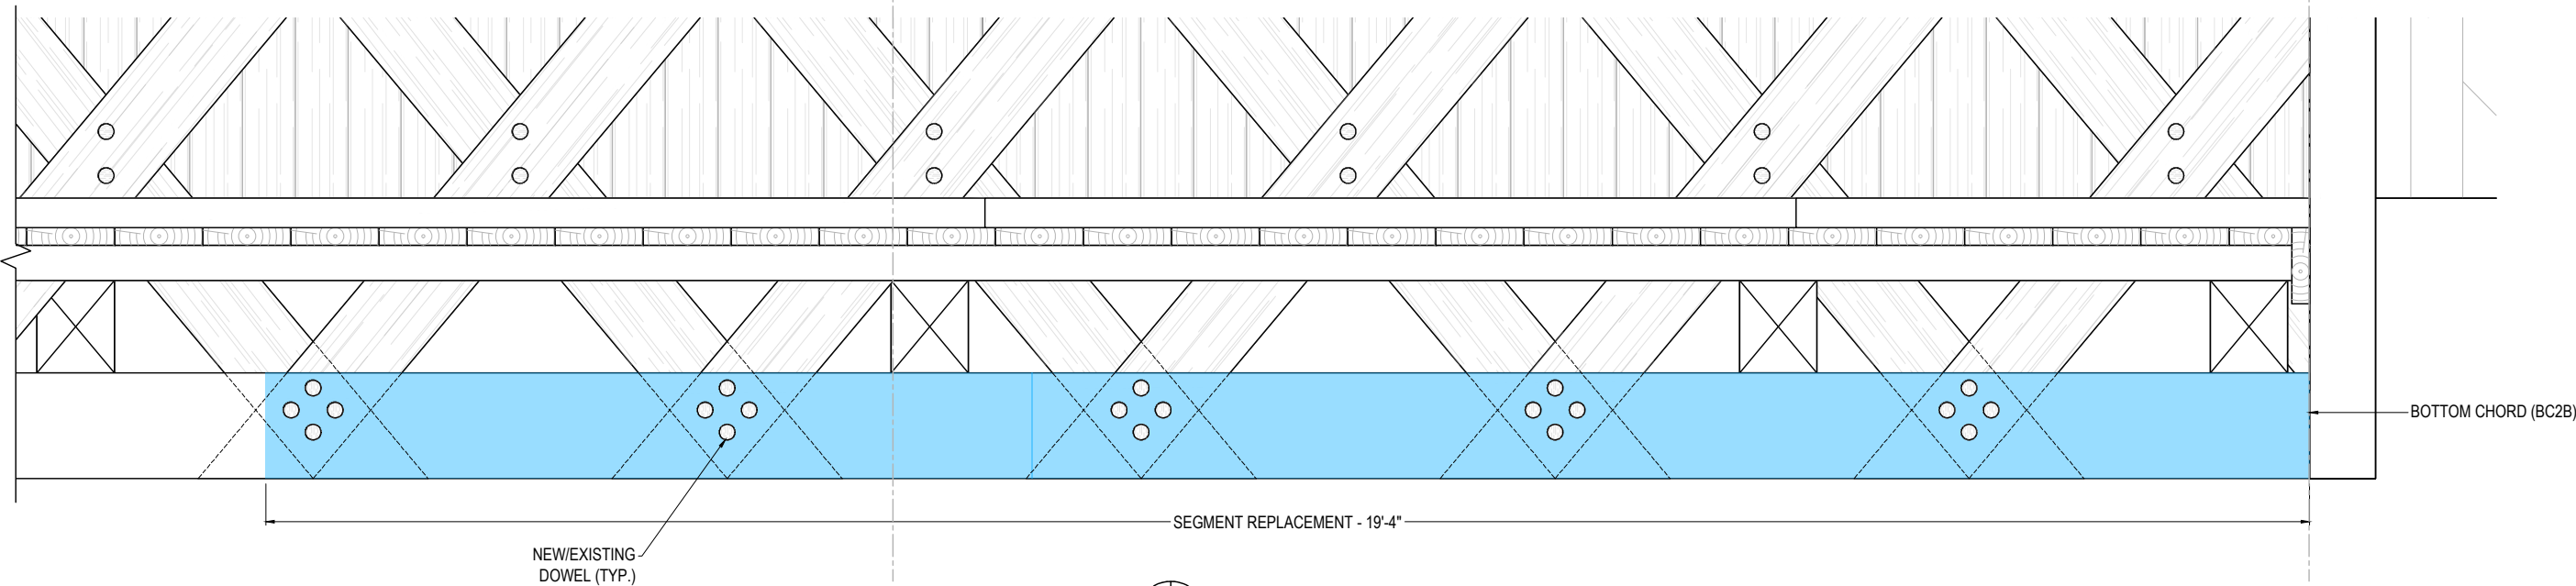 BOTTOM CHORD (BC2B)
SEGMENT REPLACEMENT - 19'-4"
NEW/EXISTING
DOWEL (TYP.)